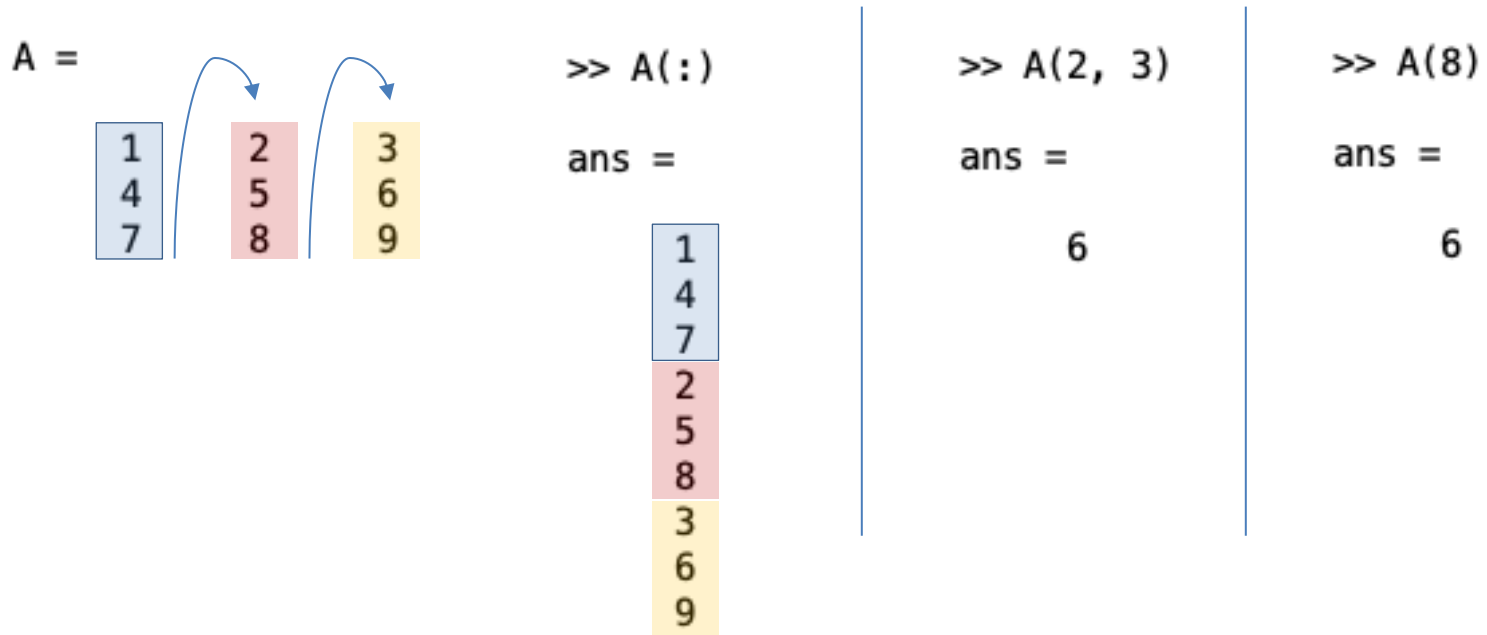 A =
1 2 3
4 5 6
7 8 9
>> A(:)
ans =
1
4
7
2
5
8
3
6
9
>> A(2, 3)
ans =
6
>> A(8)
ans =
6